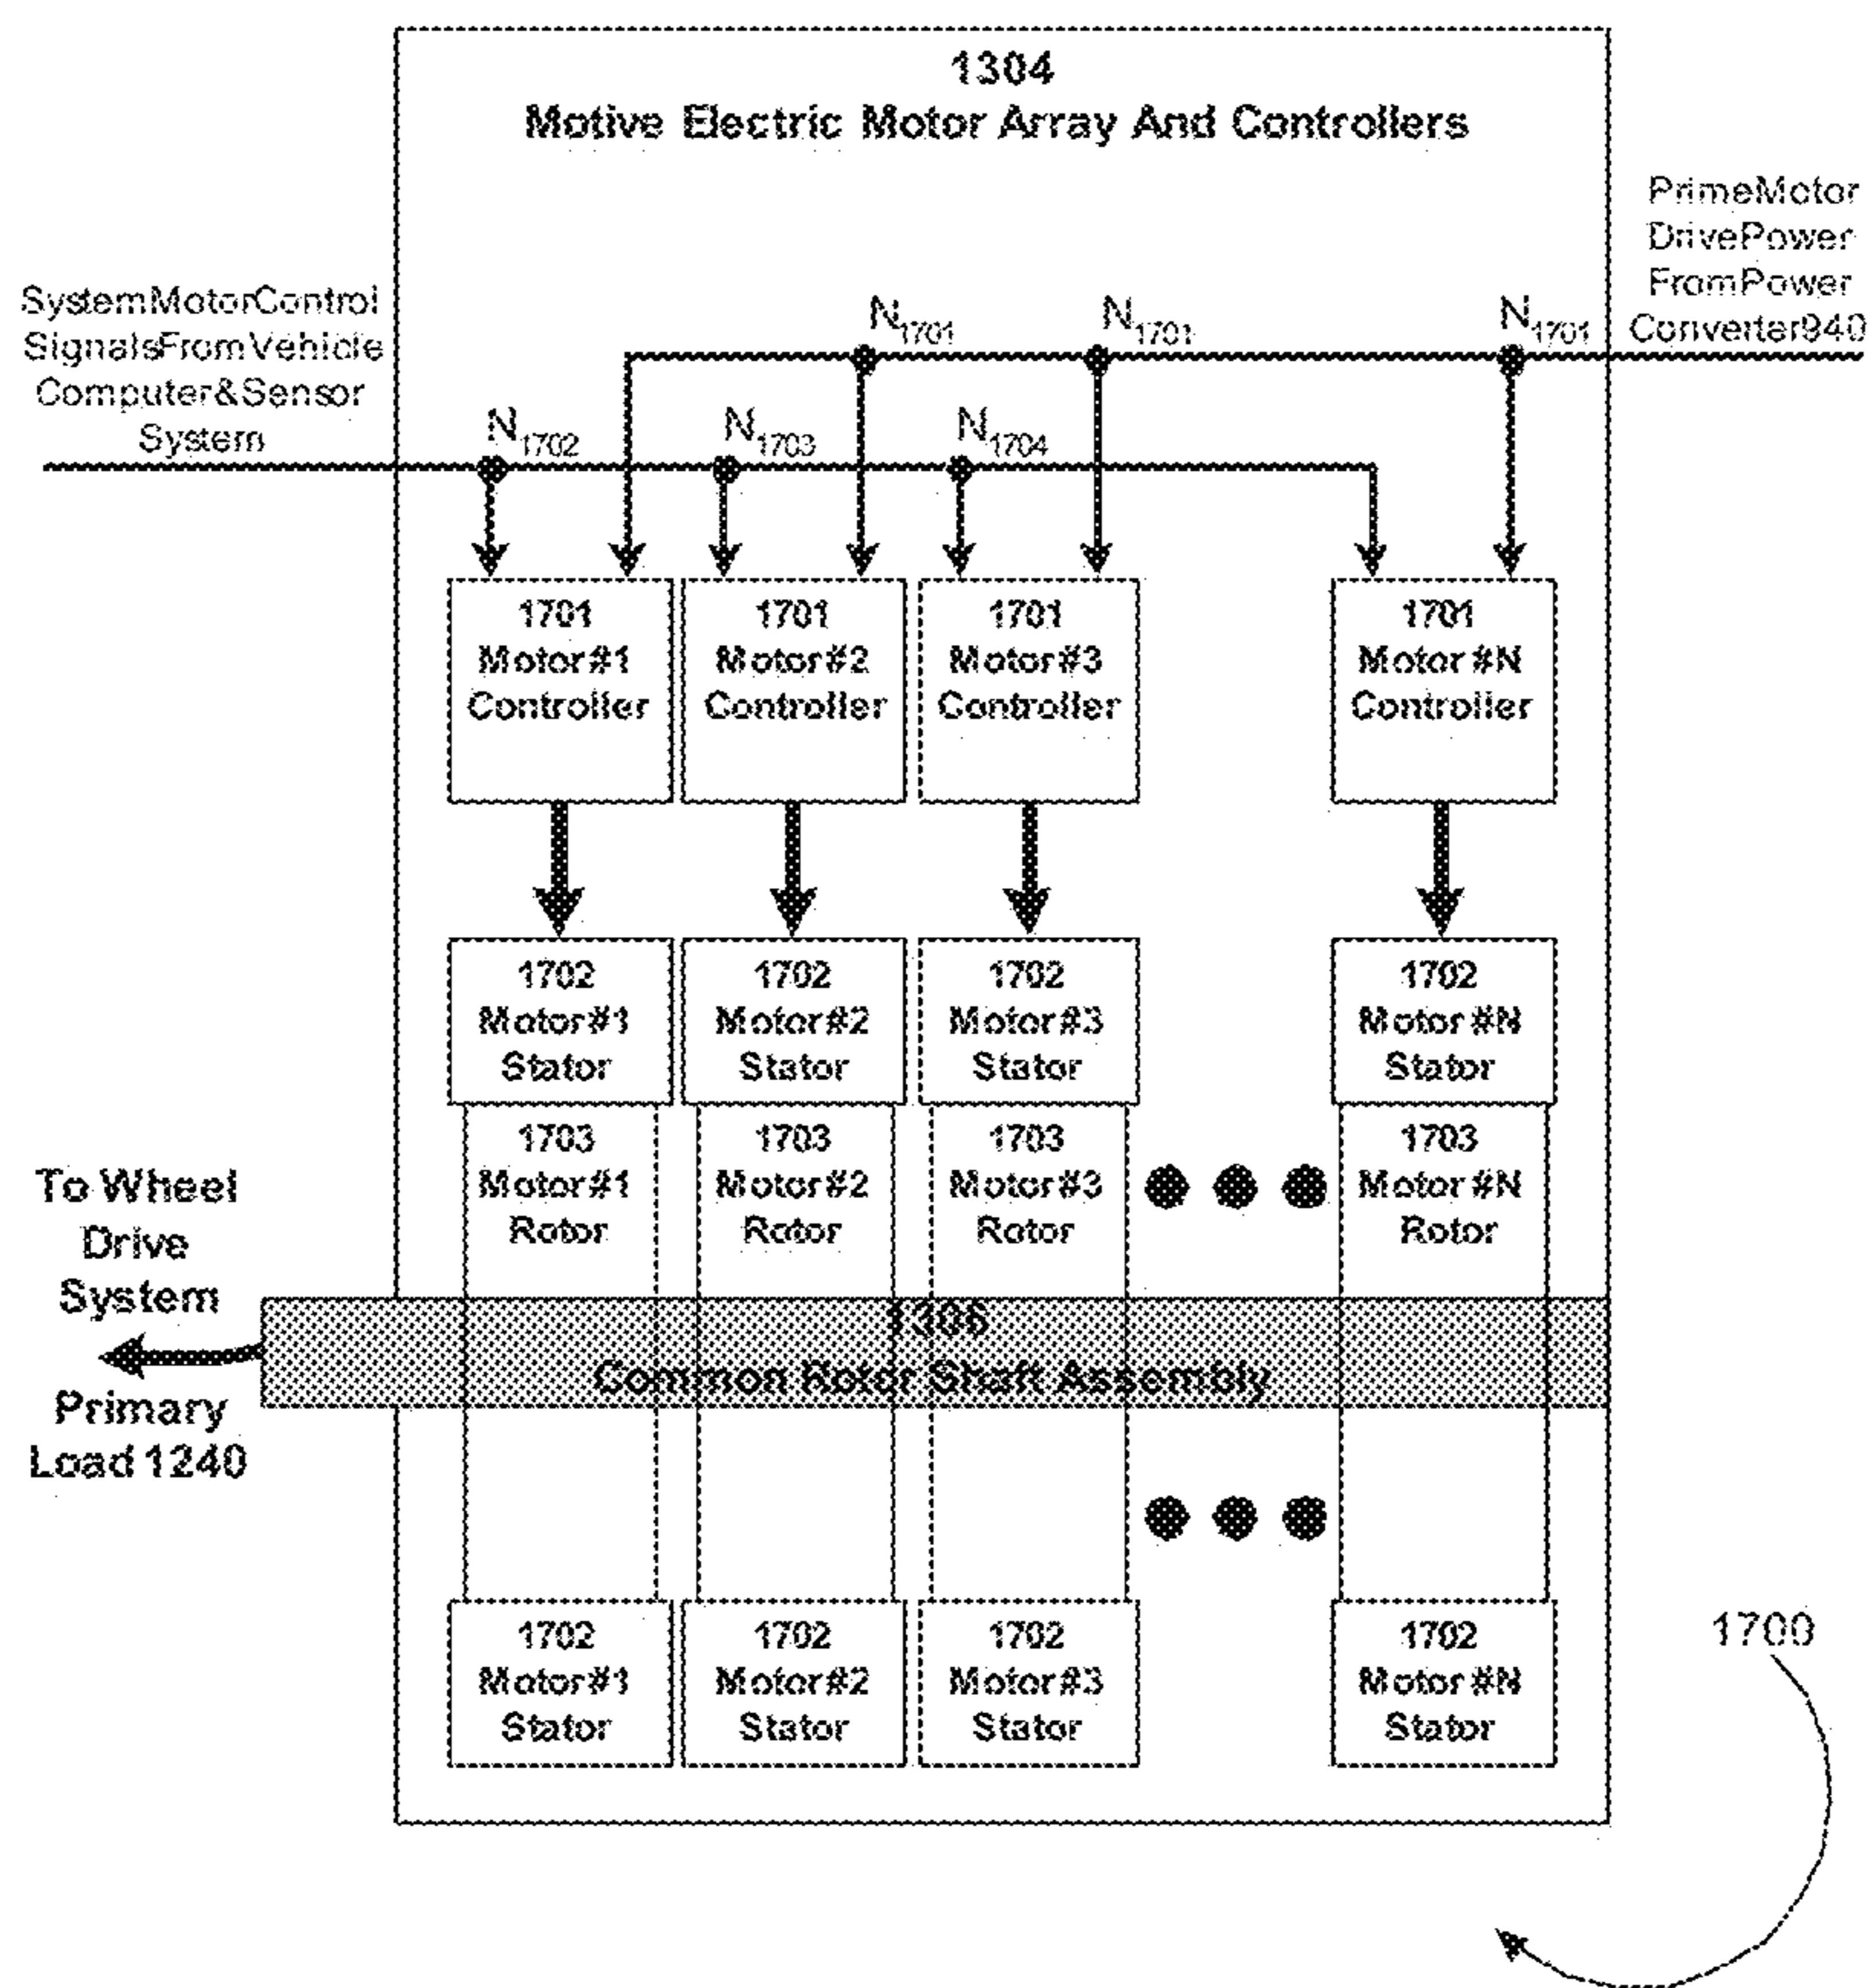 1304
Motive Electric Motor Array And Controllers
PrimeMotor
DrivePower
FromPower
Converter940
SystemMotorControl
SignalsFromVehicle
Computer&Sensor
System
N1701
N1701
N1701
N1702
N1703
N1704
1701
Motor#1
Controller
1701
Motor#2
Controller
1701
Motor#3
Controller
1701
Motor#N
Controller
1702
Motor#1
Stator
1702
Motor#2
Stator
1702
Motor#3
Stator
1702
Motor#N
Stator
1703
Motor#1
Rotor
1703
Motor#2
Rotor
1703
Motor#3
Rotor
1703
Motor#N
Rotor
To Wheel
Drive
System
1306
Common Rotor Shaft Assembly
Primary
Load 1240
1702
Motor#1
Stator
1702
Motor#2
Stator
1702
Motor#3
Stator
1702
Motor#N
Stator
1700